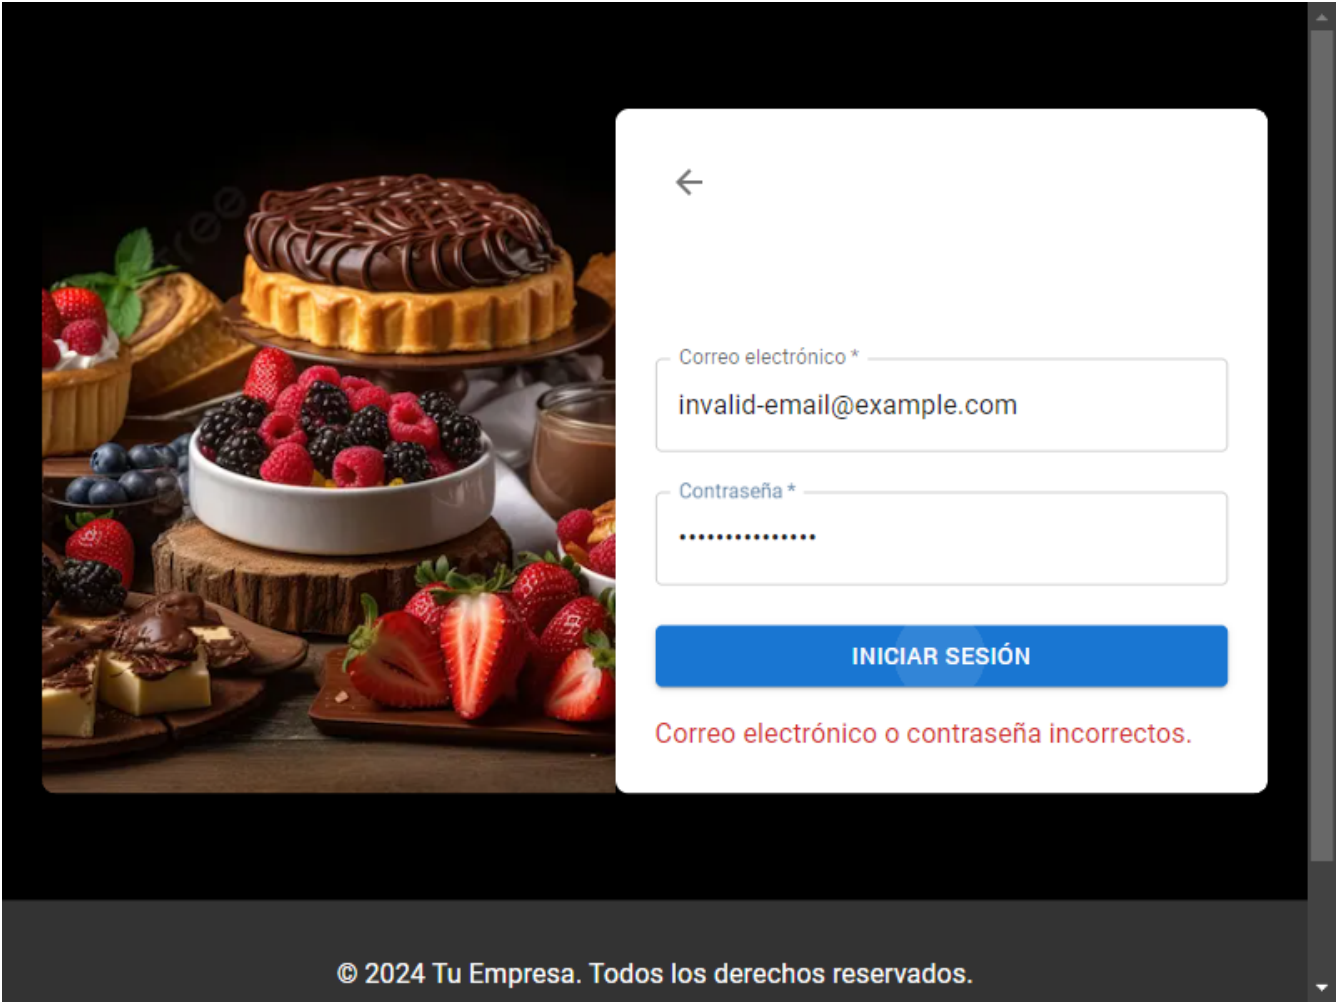 free
Correo electrónico *
invalid-email@example.com
Contraseña *
•••••••••••••••
INICIAR SESIÓN
Correo electrónico o contraseña incorrectos.
© 2024 Tu Empresa. Todos los derechos reservados.